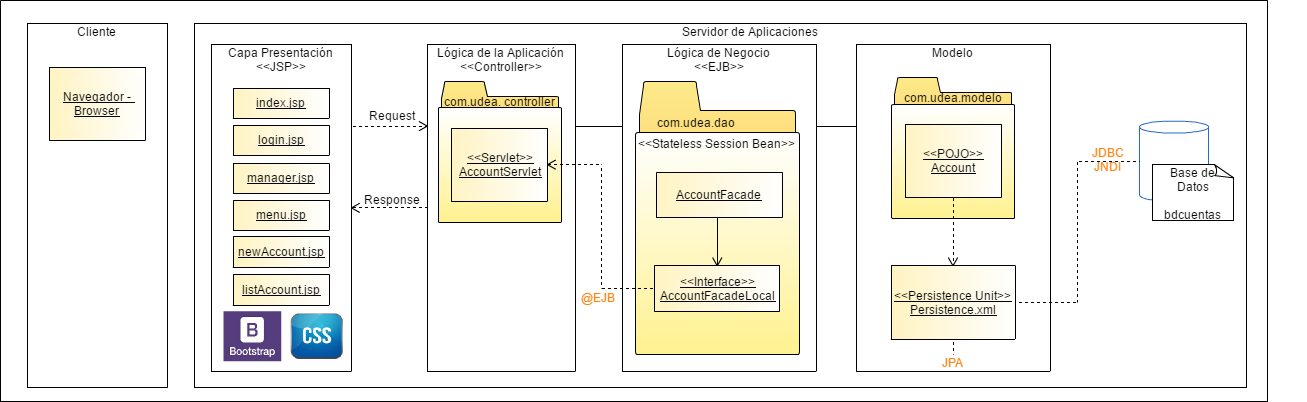 Cliente
Navegador -
Browser
Servidor de Aplicaciones
Capa Presentación
<<JSP>>
index.jsp
login.jsp
manager.jsp
menu.jsp
newAccount.jsp
listAccount.jsp
B
Bootstrap
CSS
Request
Response
Lógica de la Aplicación
<<Controller>>
com.udea. controller
<<Servlet>>
AccountServlet
@EJB
Lógica de Negocio
<<EJB>>
com.udea.dao
<<Stateless Session Bean>>
AccountFacade
<<Interface>>
AccountFacadeLocal
Modelo
com.udea.modelo
<<POJO>>
Account
<<Persistence Unit>>
Persistence.xml
JPA
JDBC
JNDI
Base de
Datos
bdcuentas